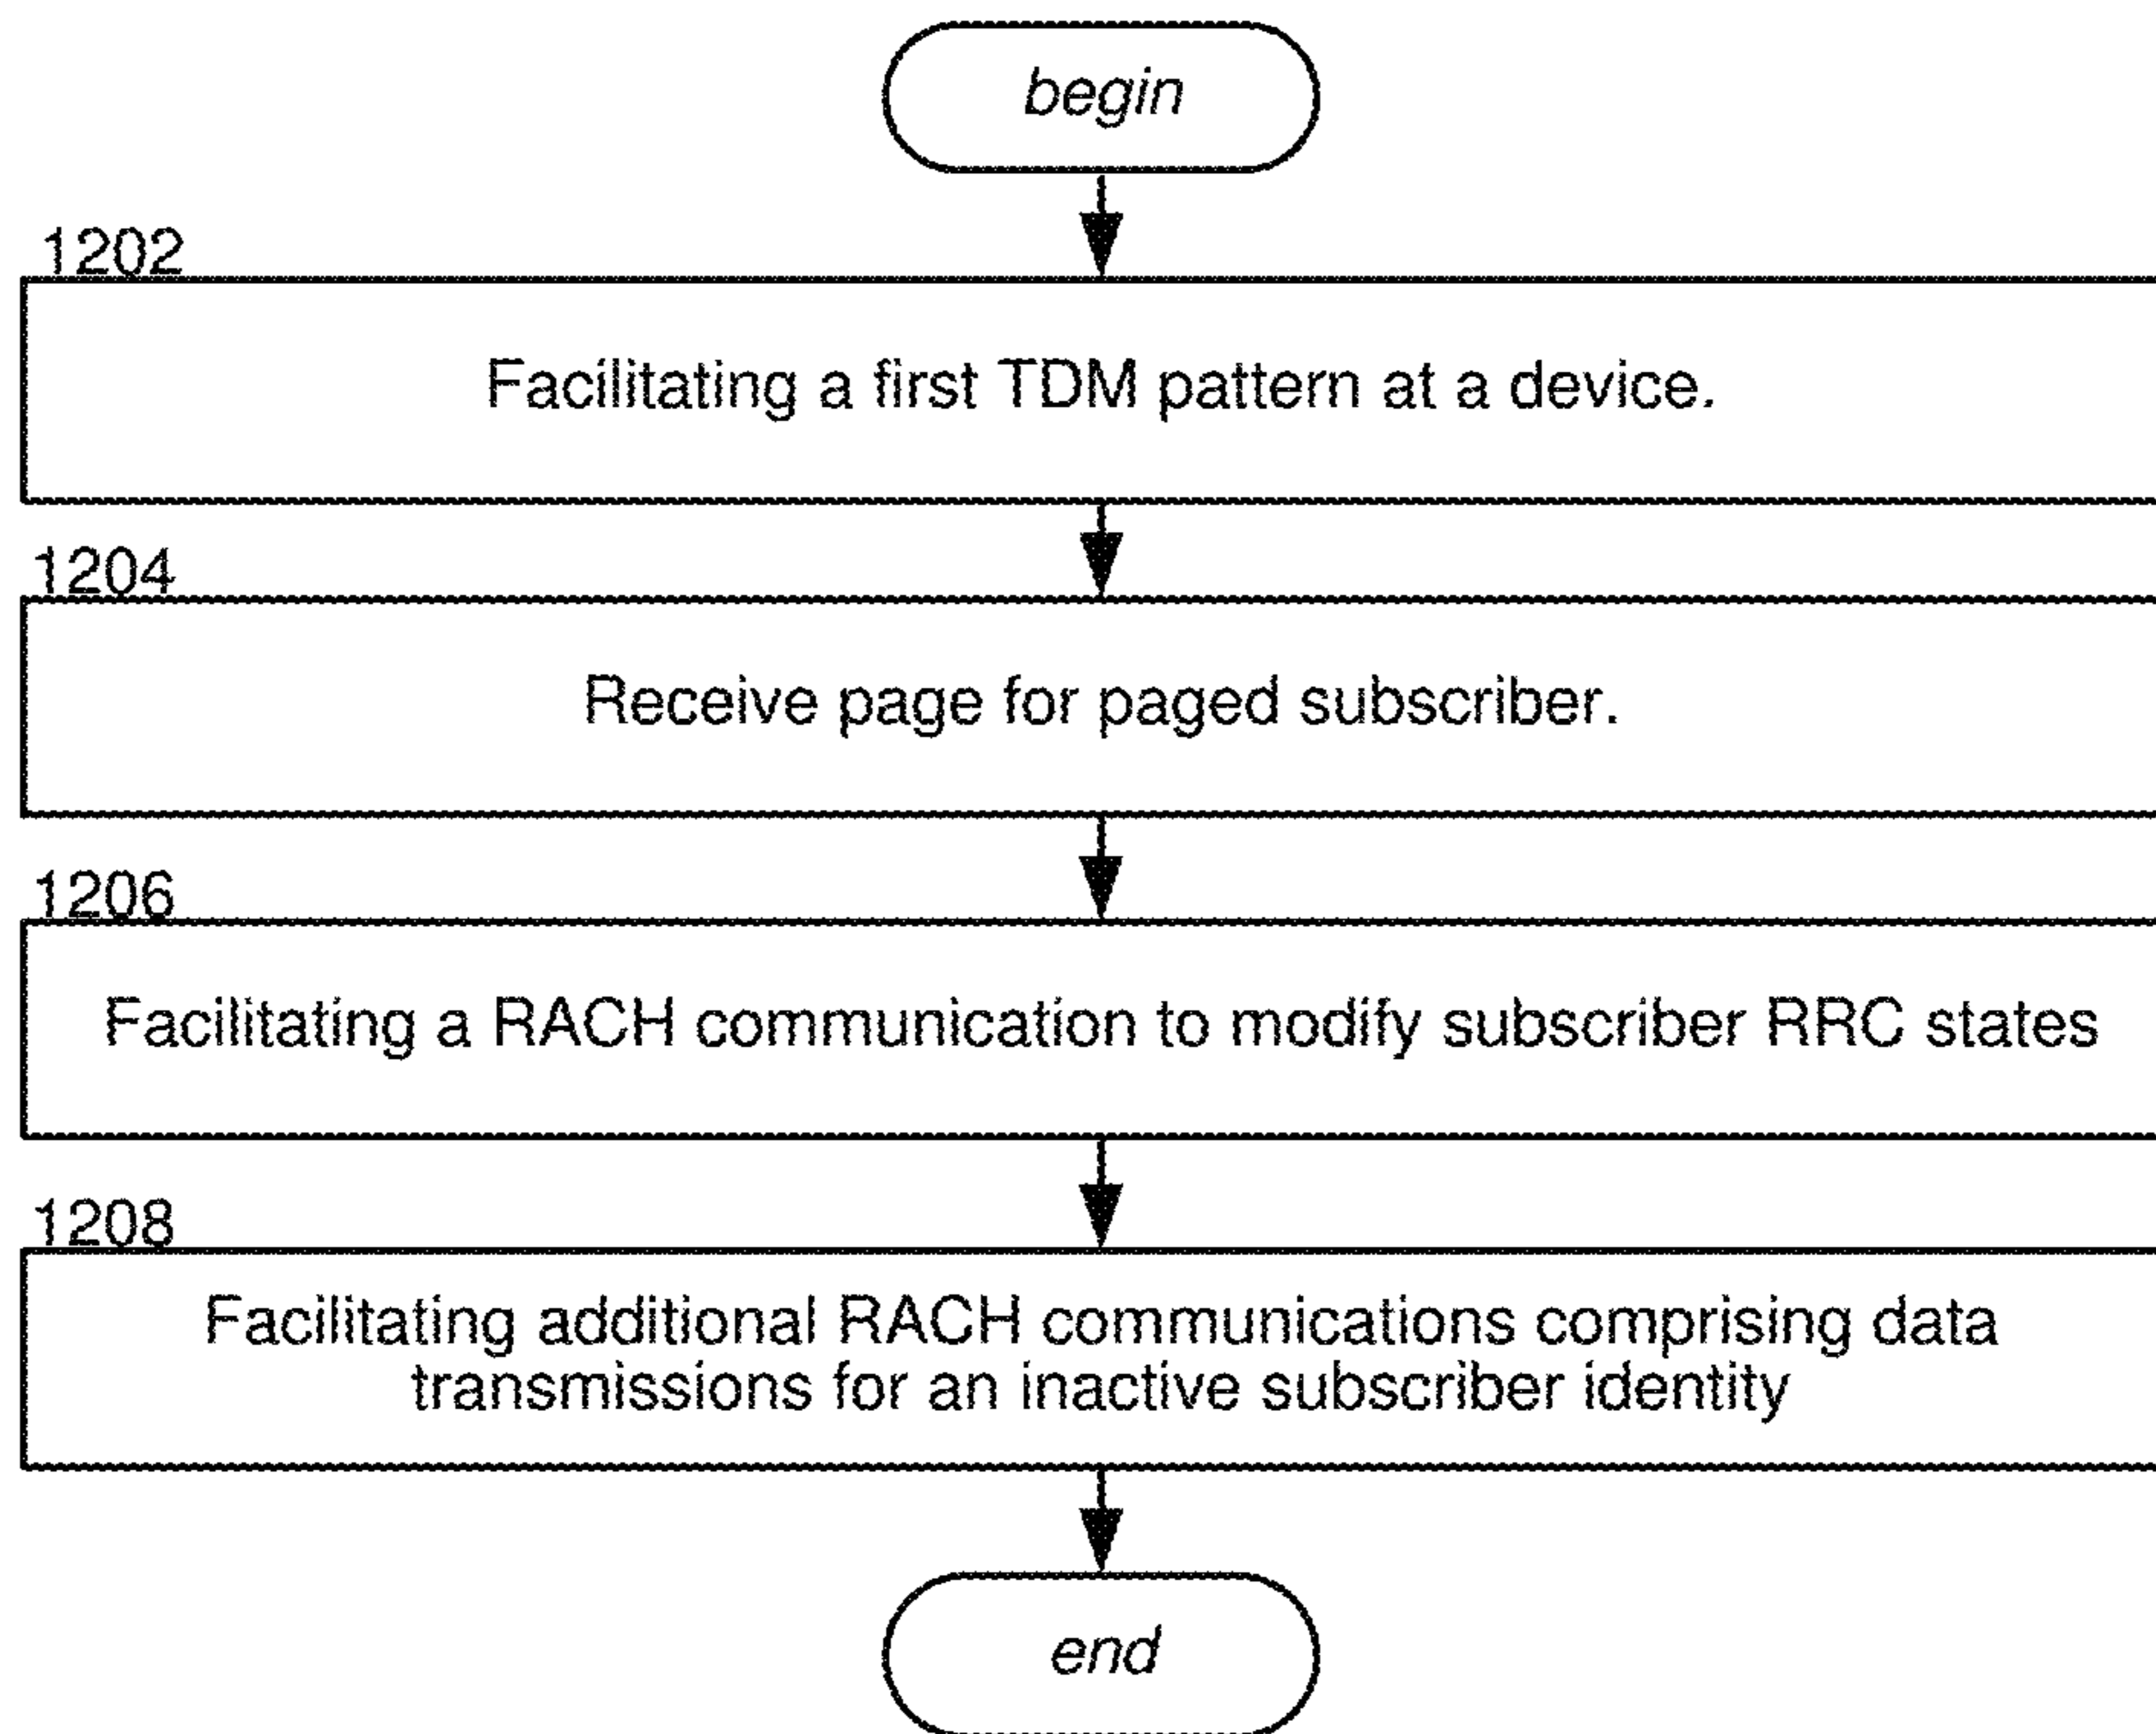 begin
1202
Facilitating a first TDM pattern at a device.
1204
Receive page for paged subscriber.
1206
Facilitating a RACH communication to modify subscriber RRC states
1208
Facilitating additional RACH communications comprising data
transmissions for an inactive subscriber identity
end